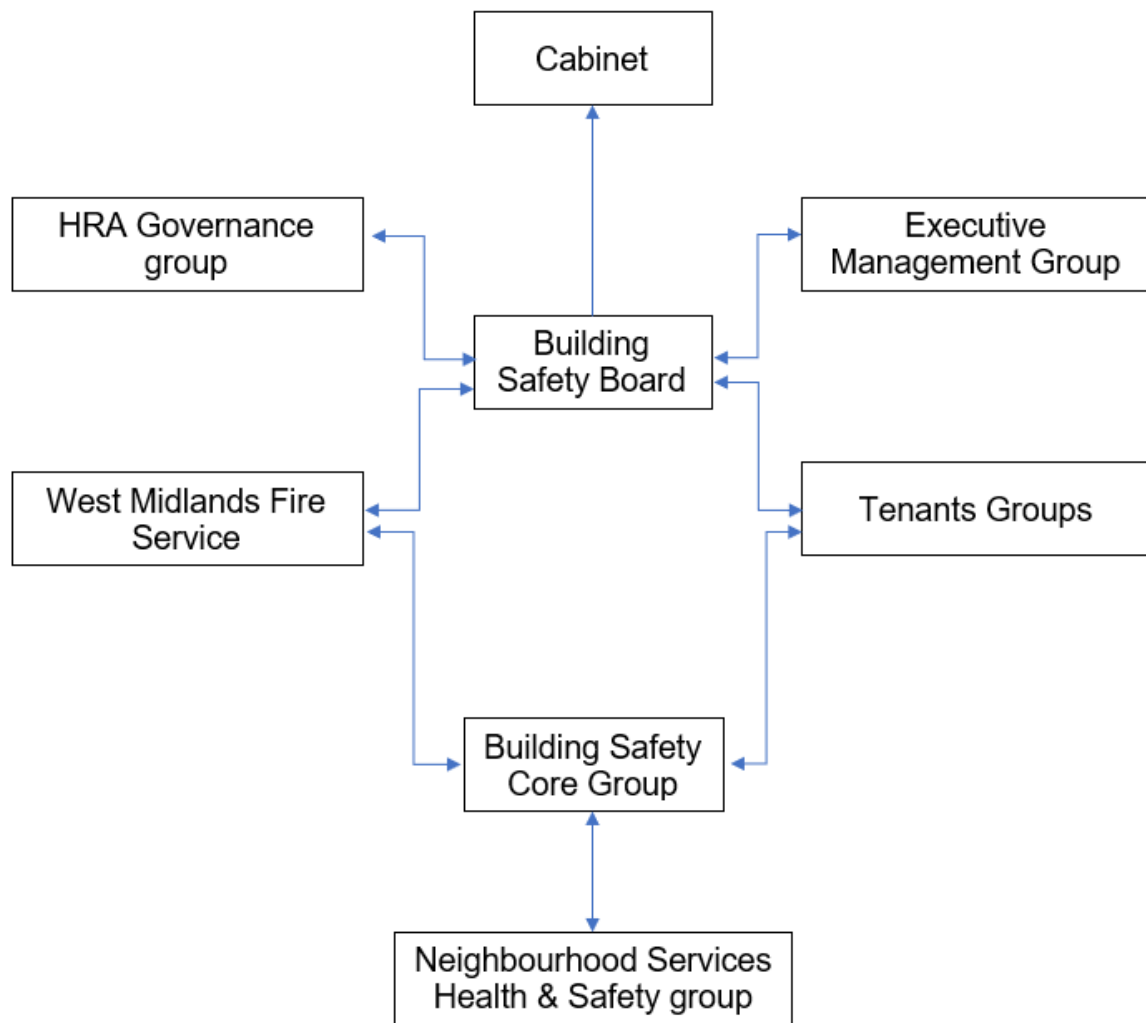 Cabinet
HRA Governance
group
Executive
Management Group
Building
Safety Board
West Midlands Fire
Service
Tenants Groups
Building Safety
Core Group
Neighbourhood Services
Health & Safety group